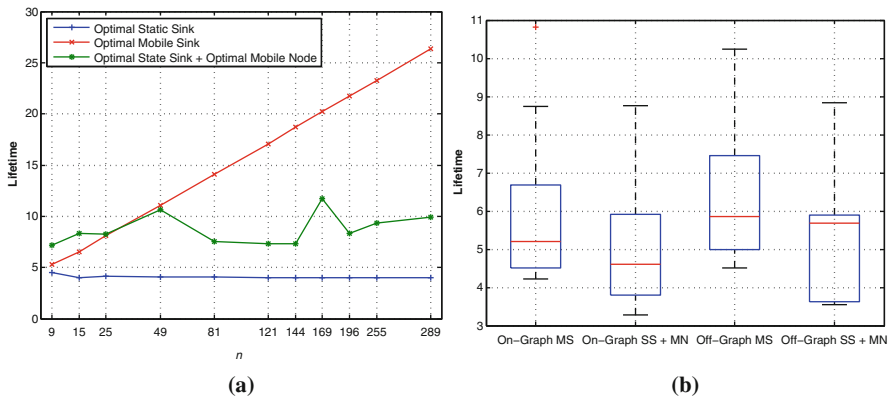 30
25
20
15
10
5
0
Lifetime
Optimal Static Sink
Optimal Mobile Sink
Optimal State Sink + Optimal Mobile Node
9 15 25 49 81 121 144 169 196 255 289
n
(a)
11
10
9
8
7
6
5
4
3
Lifetime
On-Graph MS On-Graph SS + MN Off-Graph MS Off-Graph SS + MN
(b)